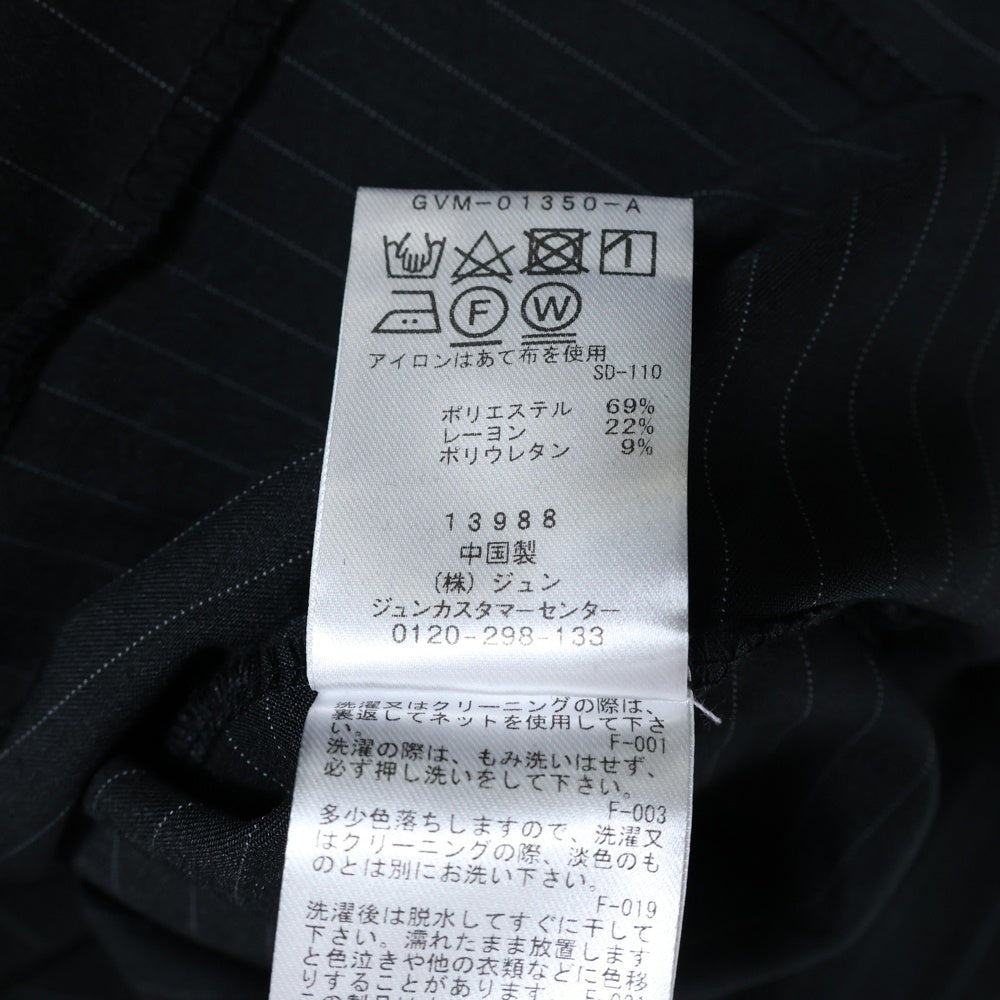 GVM-01350-A
F W
アイロンはあて布を使用
SD-110
ポリエステル 69%
レーヨン 22%
ポリウレタン 9%
13988
中国製
(株) ジュン
ジュンカスタマーセンター
0120-298-133
洗濯又はクリーニングの際は、
裏返してネットを使用して下さ
い。
F-001
洗濯の際は、もみ洗いはせず、
必ず押し洗いをして下さい。
F-003
多少色落ちしますので、洗濯又
はクリーニングの際、淡色のも
のとは別にお洗い下さい。
F-019
洗濯後は脱水してすぐに干して
下さい。濡れたまま放置します
と色泣きや他の衣類などに色移
りすることがあります。